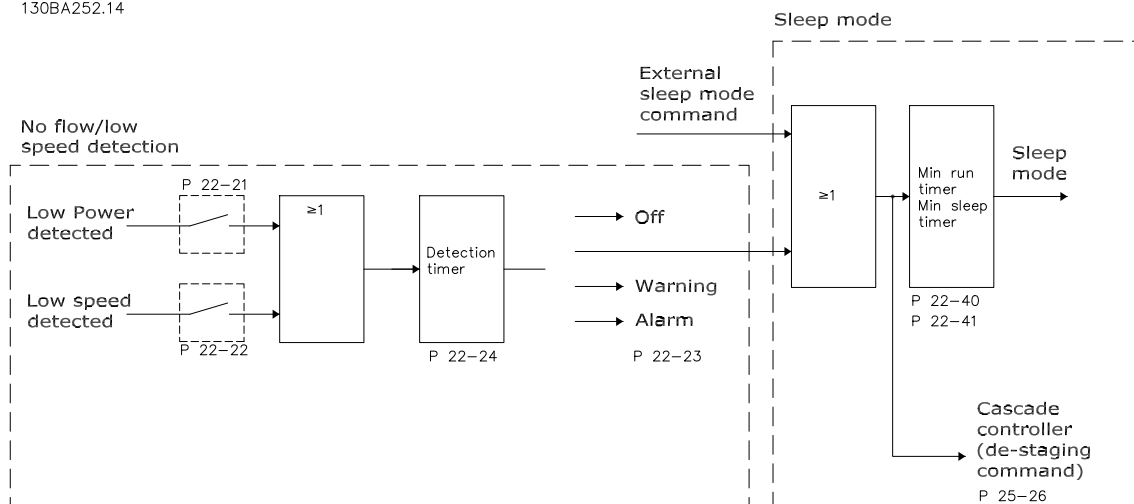 130BA252.14
Sleep mode
External
sleep mode
command
No flow/low
speed detection
P 22-21
Low Power
detected
≥1
Detection
timer
Off
≥1
Min run
timer
Min sleep
timer
Sleep
mode
Low speed
detected
P 22-22
P 22-24
Warning
Alarm
P 22-23
P 22-40
P 22-41
Cascade
controller
(de-staging
command)
P 25-26